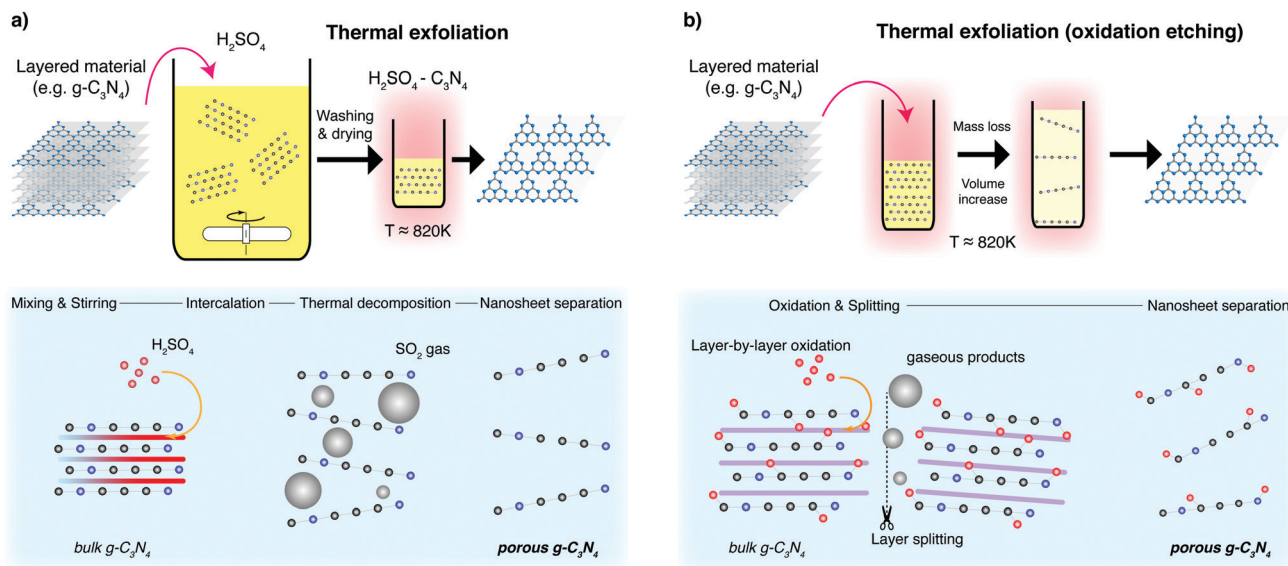 a)
Thermal exfoliation
H₂SO₄
Layered material
(e.g. g-C₃N₄)
H₂SO₄ - C₃N₄
Washing
& drying
T ≈ 820K
Mixing & Stirring
Intercalation
Thermal decomposition
Nanosheet separation
H₂SO₄
SO₂ gas
bulk g-C₃N₄
porous g-C₃N₄
b)
Thermal exfoliation (oxidation etching)
Layered material
(e.g. g-C₃N₄)
Mass loss
Volume
increase
T ≈ 820K
Oxidation & Splitting
Nanosheet separation
Layer-by-layer oxidation
gaseous products
Layer splitting
bulk g-C₃N₄
porous g-C₃N₄